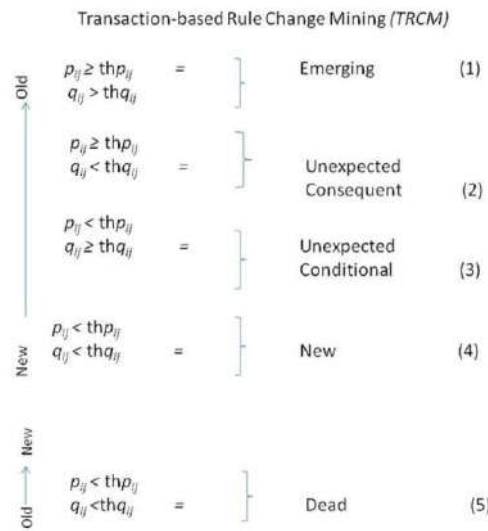 Transaction-based Rule Change Mining (TRCM)
Old
pij ≥ thpij = Emerging (1)
qij > thqij
pij ≥ thpij
qij < thqij = Unexpected
Consequent (2)
pij < thpij
qij ≥ thqij = Unexpected
Conditional (3)
New
pij < thpij
qij < thqij = New (4)
New
Old
pij < thpij
qij <thqij = Dead (5)